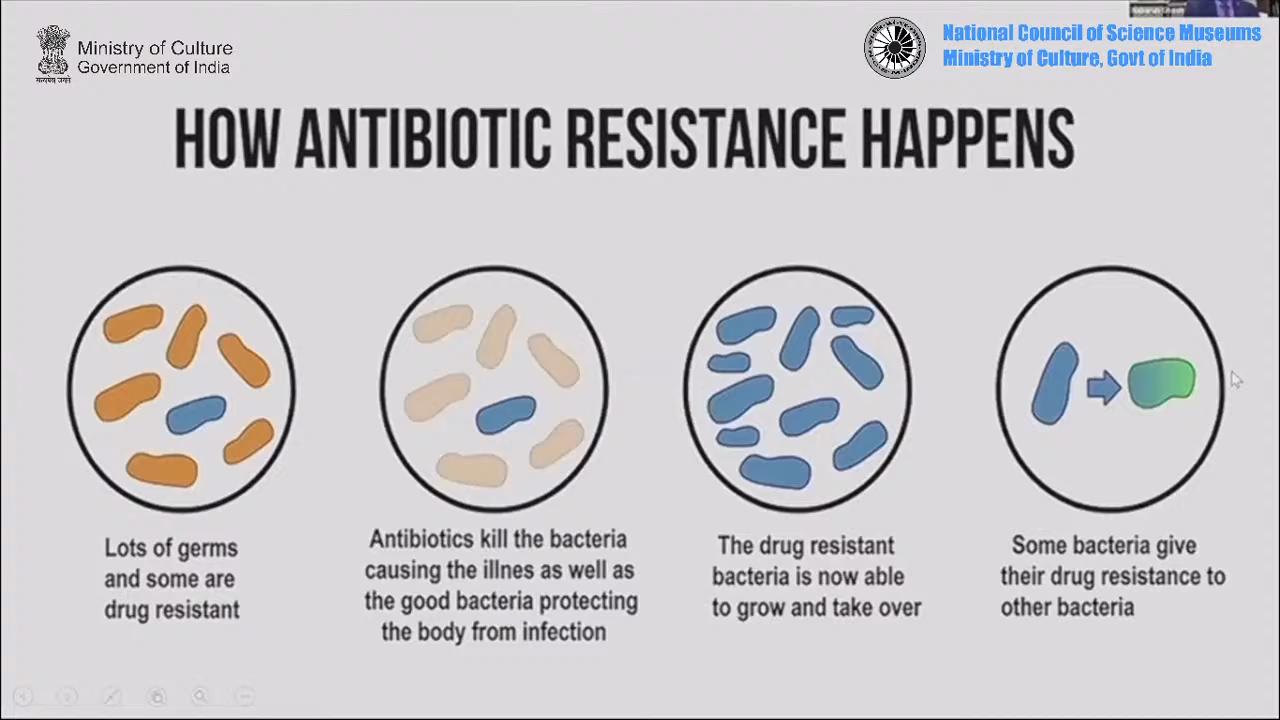 Ministry of Culture
Government of India
सत्यमेव जयते
National Council of Science Museums
Ministry of Culture, Govt of India
HOW ANTIBIOTIC RESISTANCE HAPPENS
Lots of germs
and some are
drug resistant
Antibiotics kill the bacteria
causing the illnes as well as
the good bacteria protecting
the body from infection
The drug resistant
bacteria is now able
to grow and take over
Some bacteria give
their drug resistance to
other bacteria